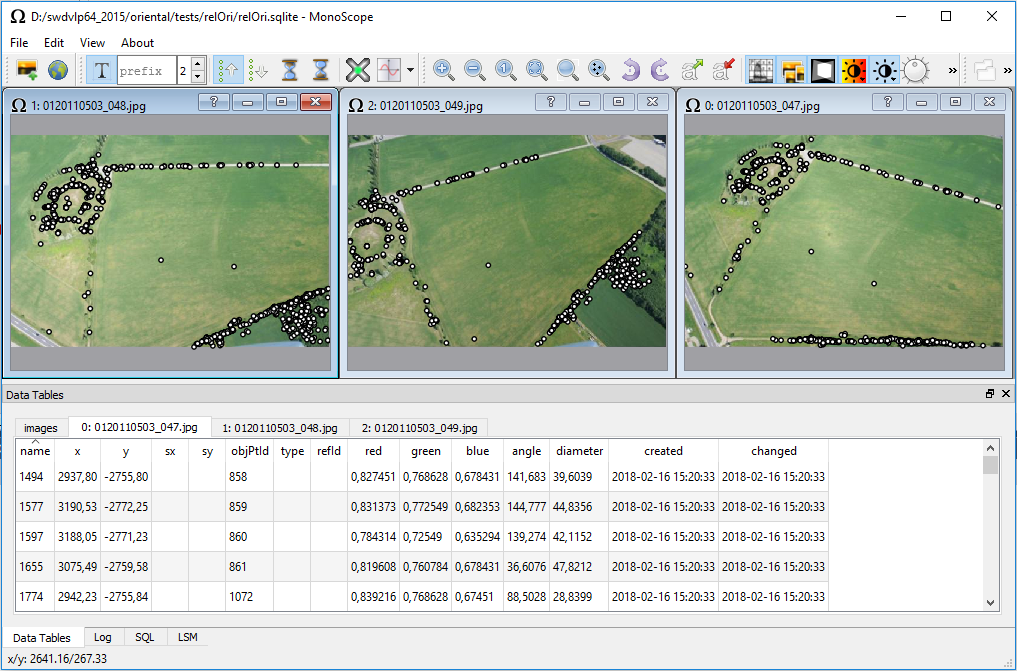 D:/swdvlp64_2015/oriental/tests/relOri/relOri.sqlite - MonoScope
File Edit View About
T prefix 2
1: 0120110503_048.jpg
2: 0120110503_049.jpg
0: 0120110503_047.jpg
Data Tables
images 0: 0120110503_047.jpg 1: 0120110503_048.jpg 2: 0120110503_049.jpg
name x y sx sy objPtId type refId red green blue angle diameter created changed
1494 2937,80 -2755,80 858 0,827451 0,768628 0,678431 141,683 39,6039 2018-02-16 15:20:33 2018-02-16 15:20:33
1577 3190,53 -2772,25 859 0,831373 0,772549 0,682353 144,777 44,8356 2018-02-16 15:20:33 2018-02-16 15:20:33
1597 3188,05 -2771,23 860 0,784314 0,72549 0,635294 139,274 42,1152 2018-02-16 15:20:33 2018-02-16 15:20:33
1655 3075,49 -2759,58 861 0,819608 0,760784 0,678431 36,6076 47,8212 2018-02-16 15:20:33 2018-02-16 15:20:33
1774 2942,23 -2755,84 1072 0,839216 0,768628 0,67451 88,5028 28,8399 2018-02-16 15:20:33 2018-02-16 15:20:33
Data Tables Log SQL LSM
x/y: 2641.16/267.33